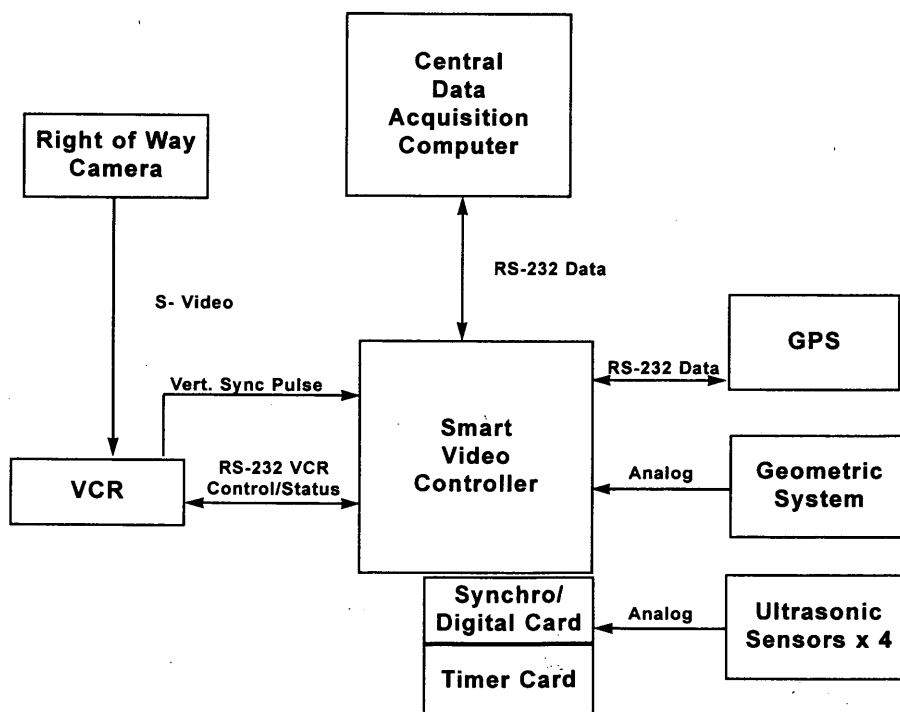 Central
Data
Acquisition
Computer
Right of Way
Camera
RS-232 Data
S- Video
GPS
RS-232 Data
Vert. Sync Pulse
Smart
Video
Controller
RS-232 VCR
Control/Status
VCR
Analog
Geometric
System
Synchro/
Digital Card
Analog
Ultrasonic
Sensors x 4
Timer Card